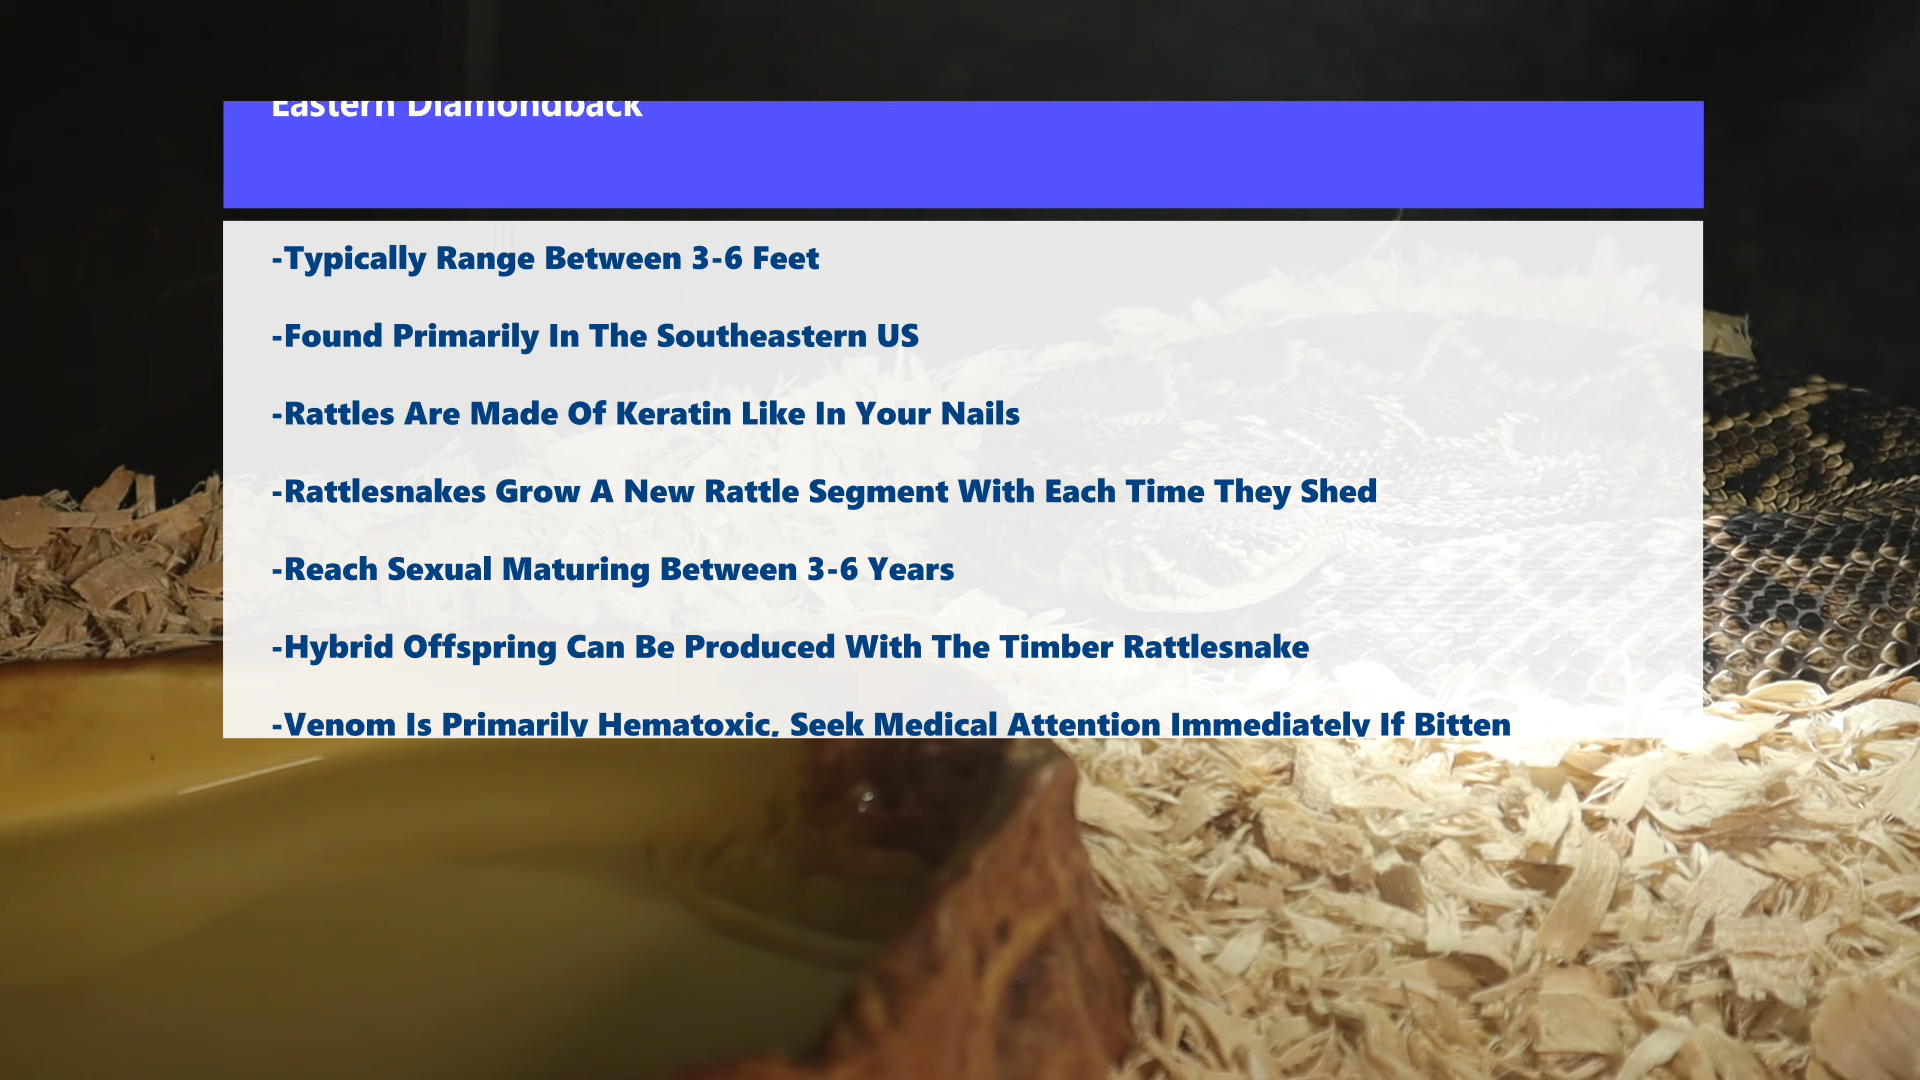 Eastern Diamondback
-Typically Range Between 3-6 Feet
-Found Primarily In The Southeastern US
-Rattles Are Made Of Keratin Like In Your Nails
-Rattlesnakes Grow A New Rattle Segment With Each Time They Shed
-Reach Sexual Maturing Between 3-6 Years
-Hybrid Offspring Can Be Produced With The Timber Rattlesnake
-Venom Is Primarily Hematoxic, Seek Medical Attention Immediately If Bitten